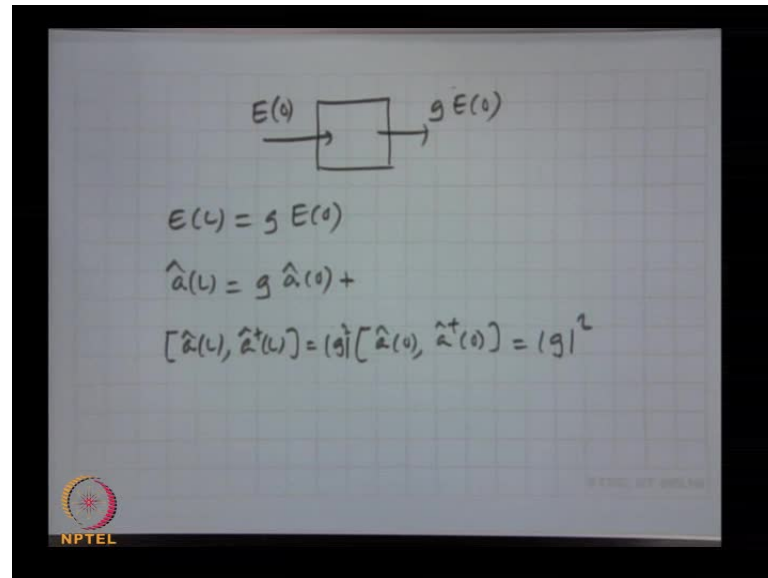 E(0) g E(0)
E(L) = g E(0)
â(L) = g â(0) +
[â(L), â†(L)] = |g|² [â(0), â†(0)] = |g|²
NPTEL